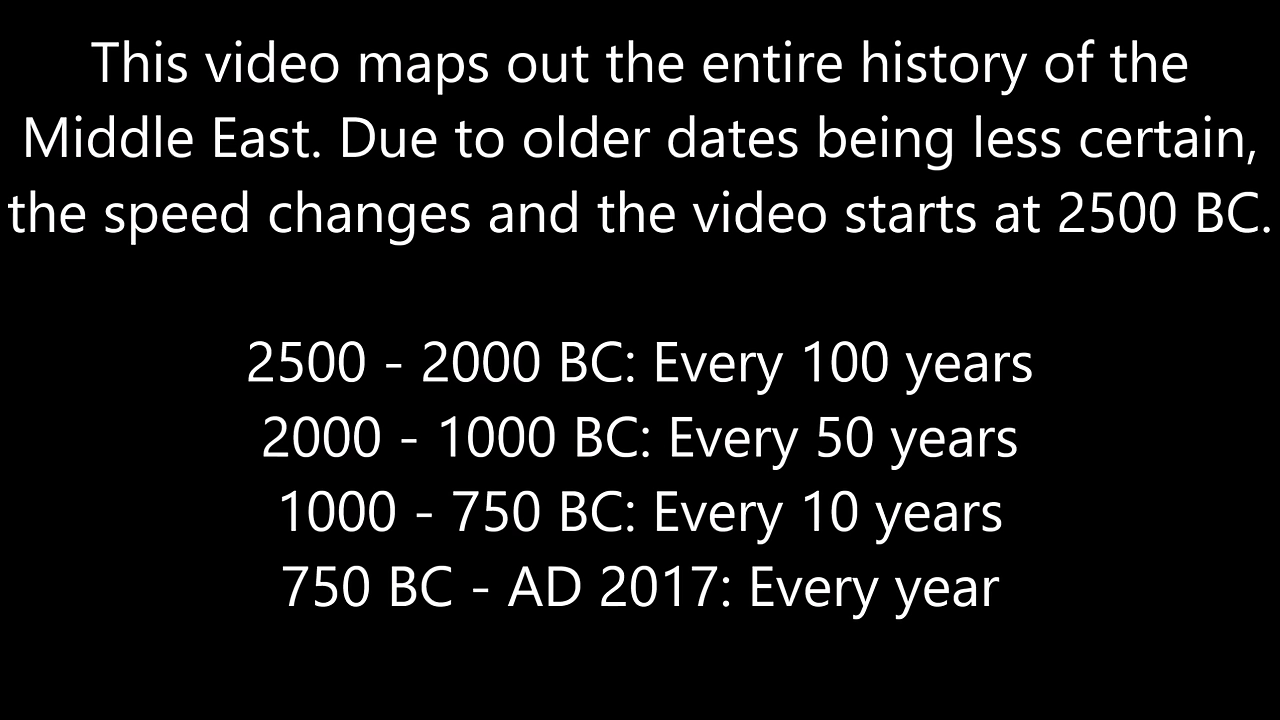 This video maps out the entire history of the
Middle East. Due to older dates being less certain,
the speed changes and the video starts at 2500 BC.
2500 - 2000 BC: Every 100 years
2000 - 1000 BC: Every 50 years
1000 - 750 BC: Every 10 years
750 BC - AD 2017: Every year